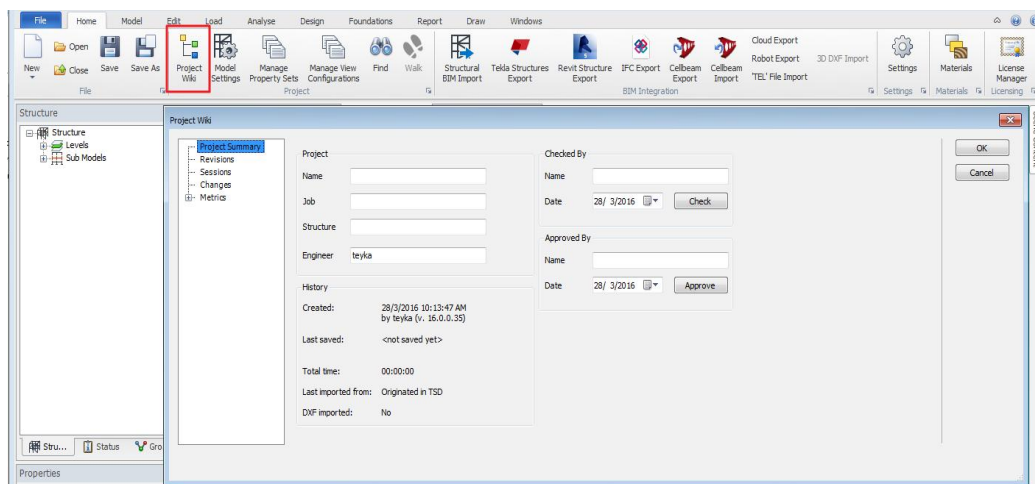 File Home Model Edit Load Analyse Design Foundations Report Draw Windows
New Open Close Save Save As Project Wiki Model Settings Manage Property Sets Manage View Configurations Find Walk Structural BIM Import Tekla Structures Export Revit Structure Export IFC Export Cellbeam Export Cellbeam Import Cloud Export Robot Export 'TEL' File Import 3D DXF Import Settings Materials License Manager
File Project BIM Integration Settings Materials Licensing
Structure
Structure
Levels
Sub Models
Stru... Status Gro
Properties
Project Wiki
Project Summary
Revisions
Sessions
Changes
Metrics
Project
Name
Job
Structure
Engineer teyka
History
Created: 28/3/2016 10:13:47 AM
by teyka (v. 16.0.0.35)
Last saved: <not saved yet>
Total time: 00:00:00
Last imported from: Originated in TSD
DXF imported: No
Checked By
Name
Date 28/ 3/2016 Check
Approved By
Name
Date 28/ 3/2016 Approve
OK
Cancel